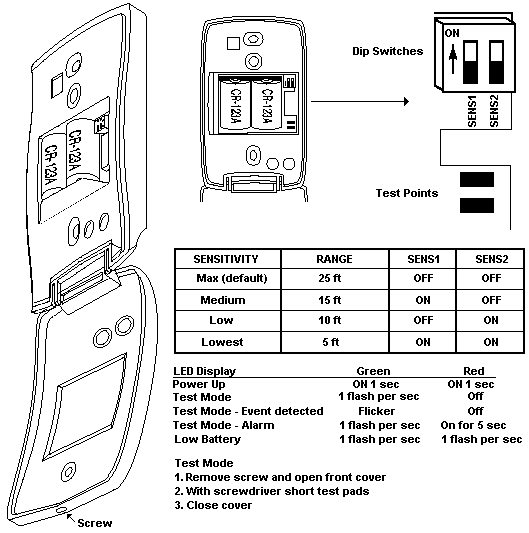 Dip Switches
ON
SENS1
SENS2
Test Points
CR-123A
CR-123A
CR-123A
CR-123A
SENSITIVITY RANGE SENS1 SENS2
Max (default) 25 ft OFF OFF
Medium 15 ft ON OFF
Low 10 ft OFF ON
Lowest 5 ft ON ON
LED Display Green Red
Power Up ON 1 sec ON 1 sec
Test Mode 1 flash per sec Off
Test Mode - Event detected Flicker Off
Test Mode - Alarm 1 flash per sec On for 5 sec
Low Battery 1 flash per sec 1 flash per sec
Test Mode
1. Remove screw and open front cover
2. With screwdriver short test pads
3. Close cover
Screw